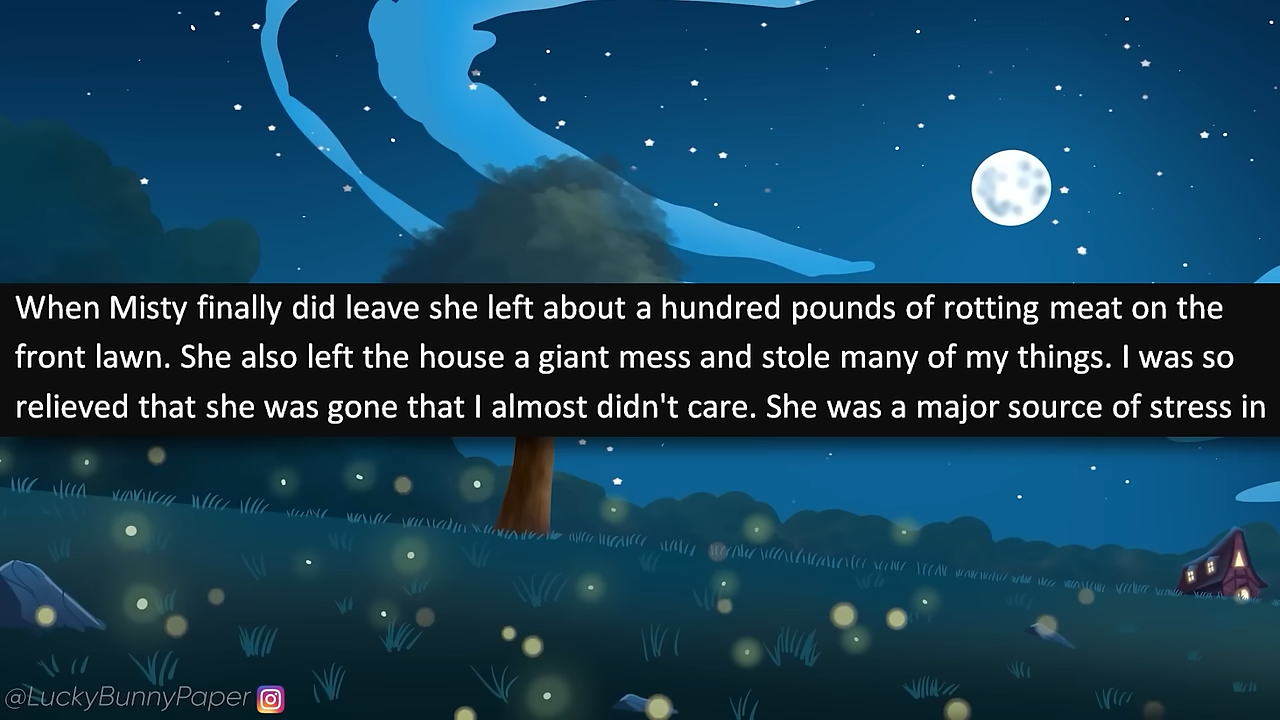 When Misty finally did leave she left about a hundred pounds of rotting meat on the
front lawn. She also left the house a giant mess and stole many of my things. I was so
relieved that she was gone that I almost didn't care. She was a major source of stress in
@LuckyBunnyPaper